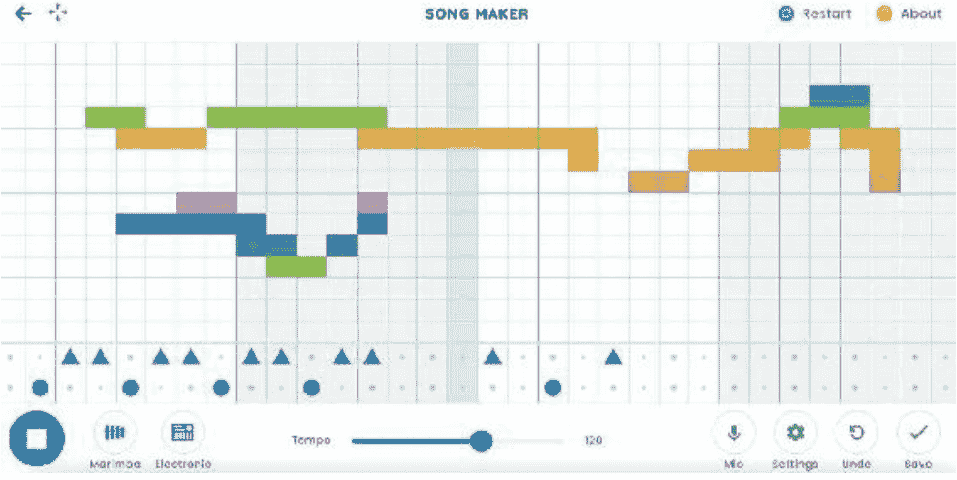 SONG MAKER
Restart
About
Tempo
120
Marimba
Electronic
Mic
Settings
Undo
Save